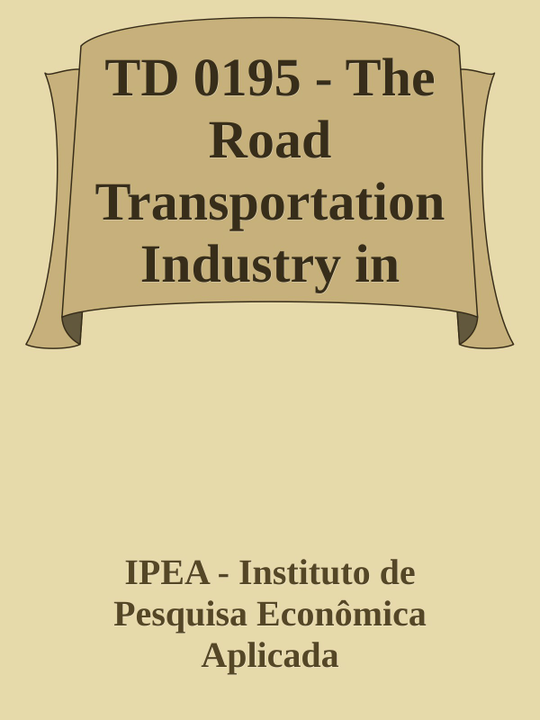 TD 0195 - The
Road
Transportation
Industry in
IPEA - Instituto de
Pesquisa Econômica
Aplicada